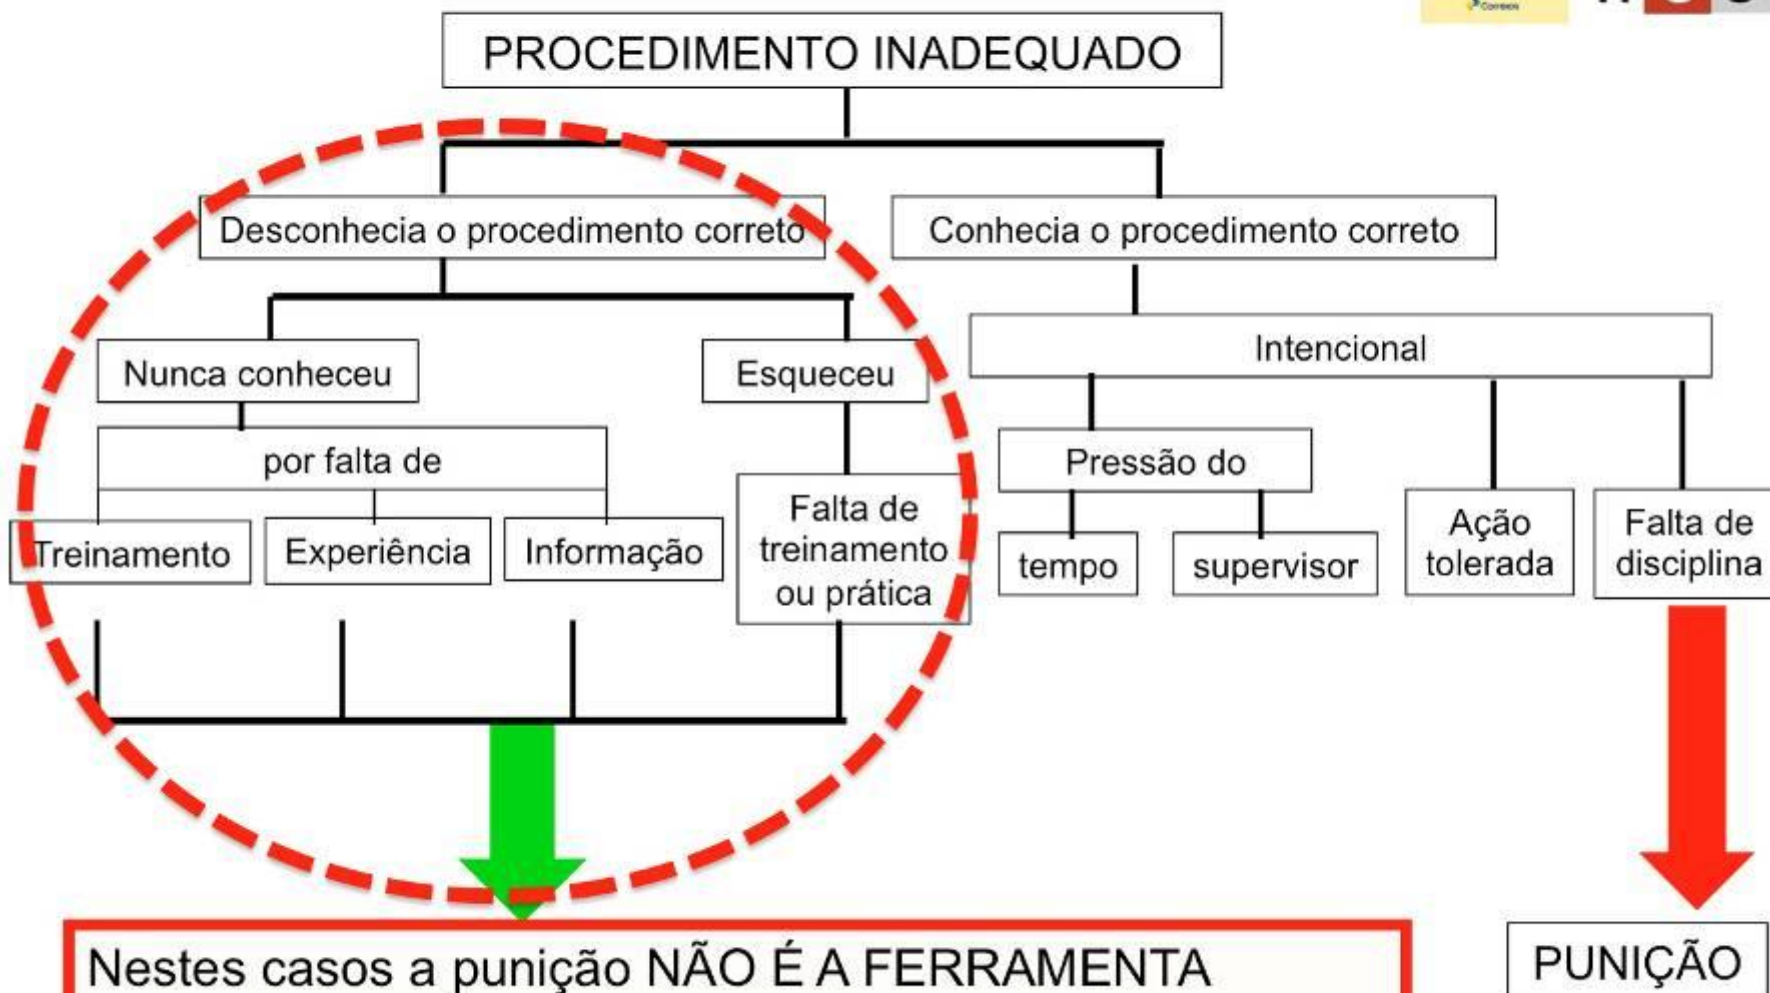 Correios
PROCEDIMENTO INADEQUADO
Desconhecia o procedimento correto
Conhecia o procedimento correto
Intencional
Nunca conheceu
Esqueceu
por falta de
Pressão do
Treinamento
Experiência
Informação
Falta de
treinamento
ou prática
tempo
supervisor
Ação
tolerada
Falta de
disciplina
Nestes casos a punição NÃO É A FERRAMENTA
PUNIÇÃO